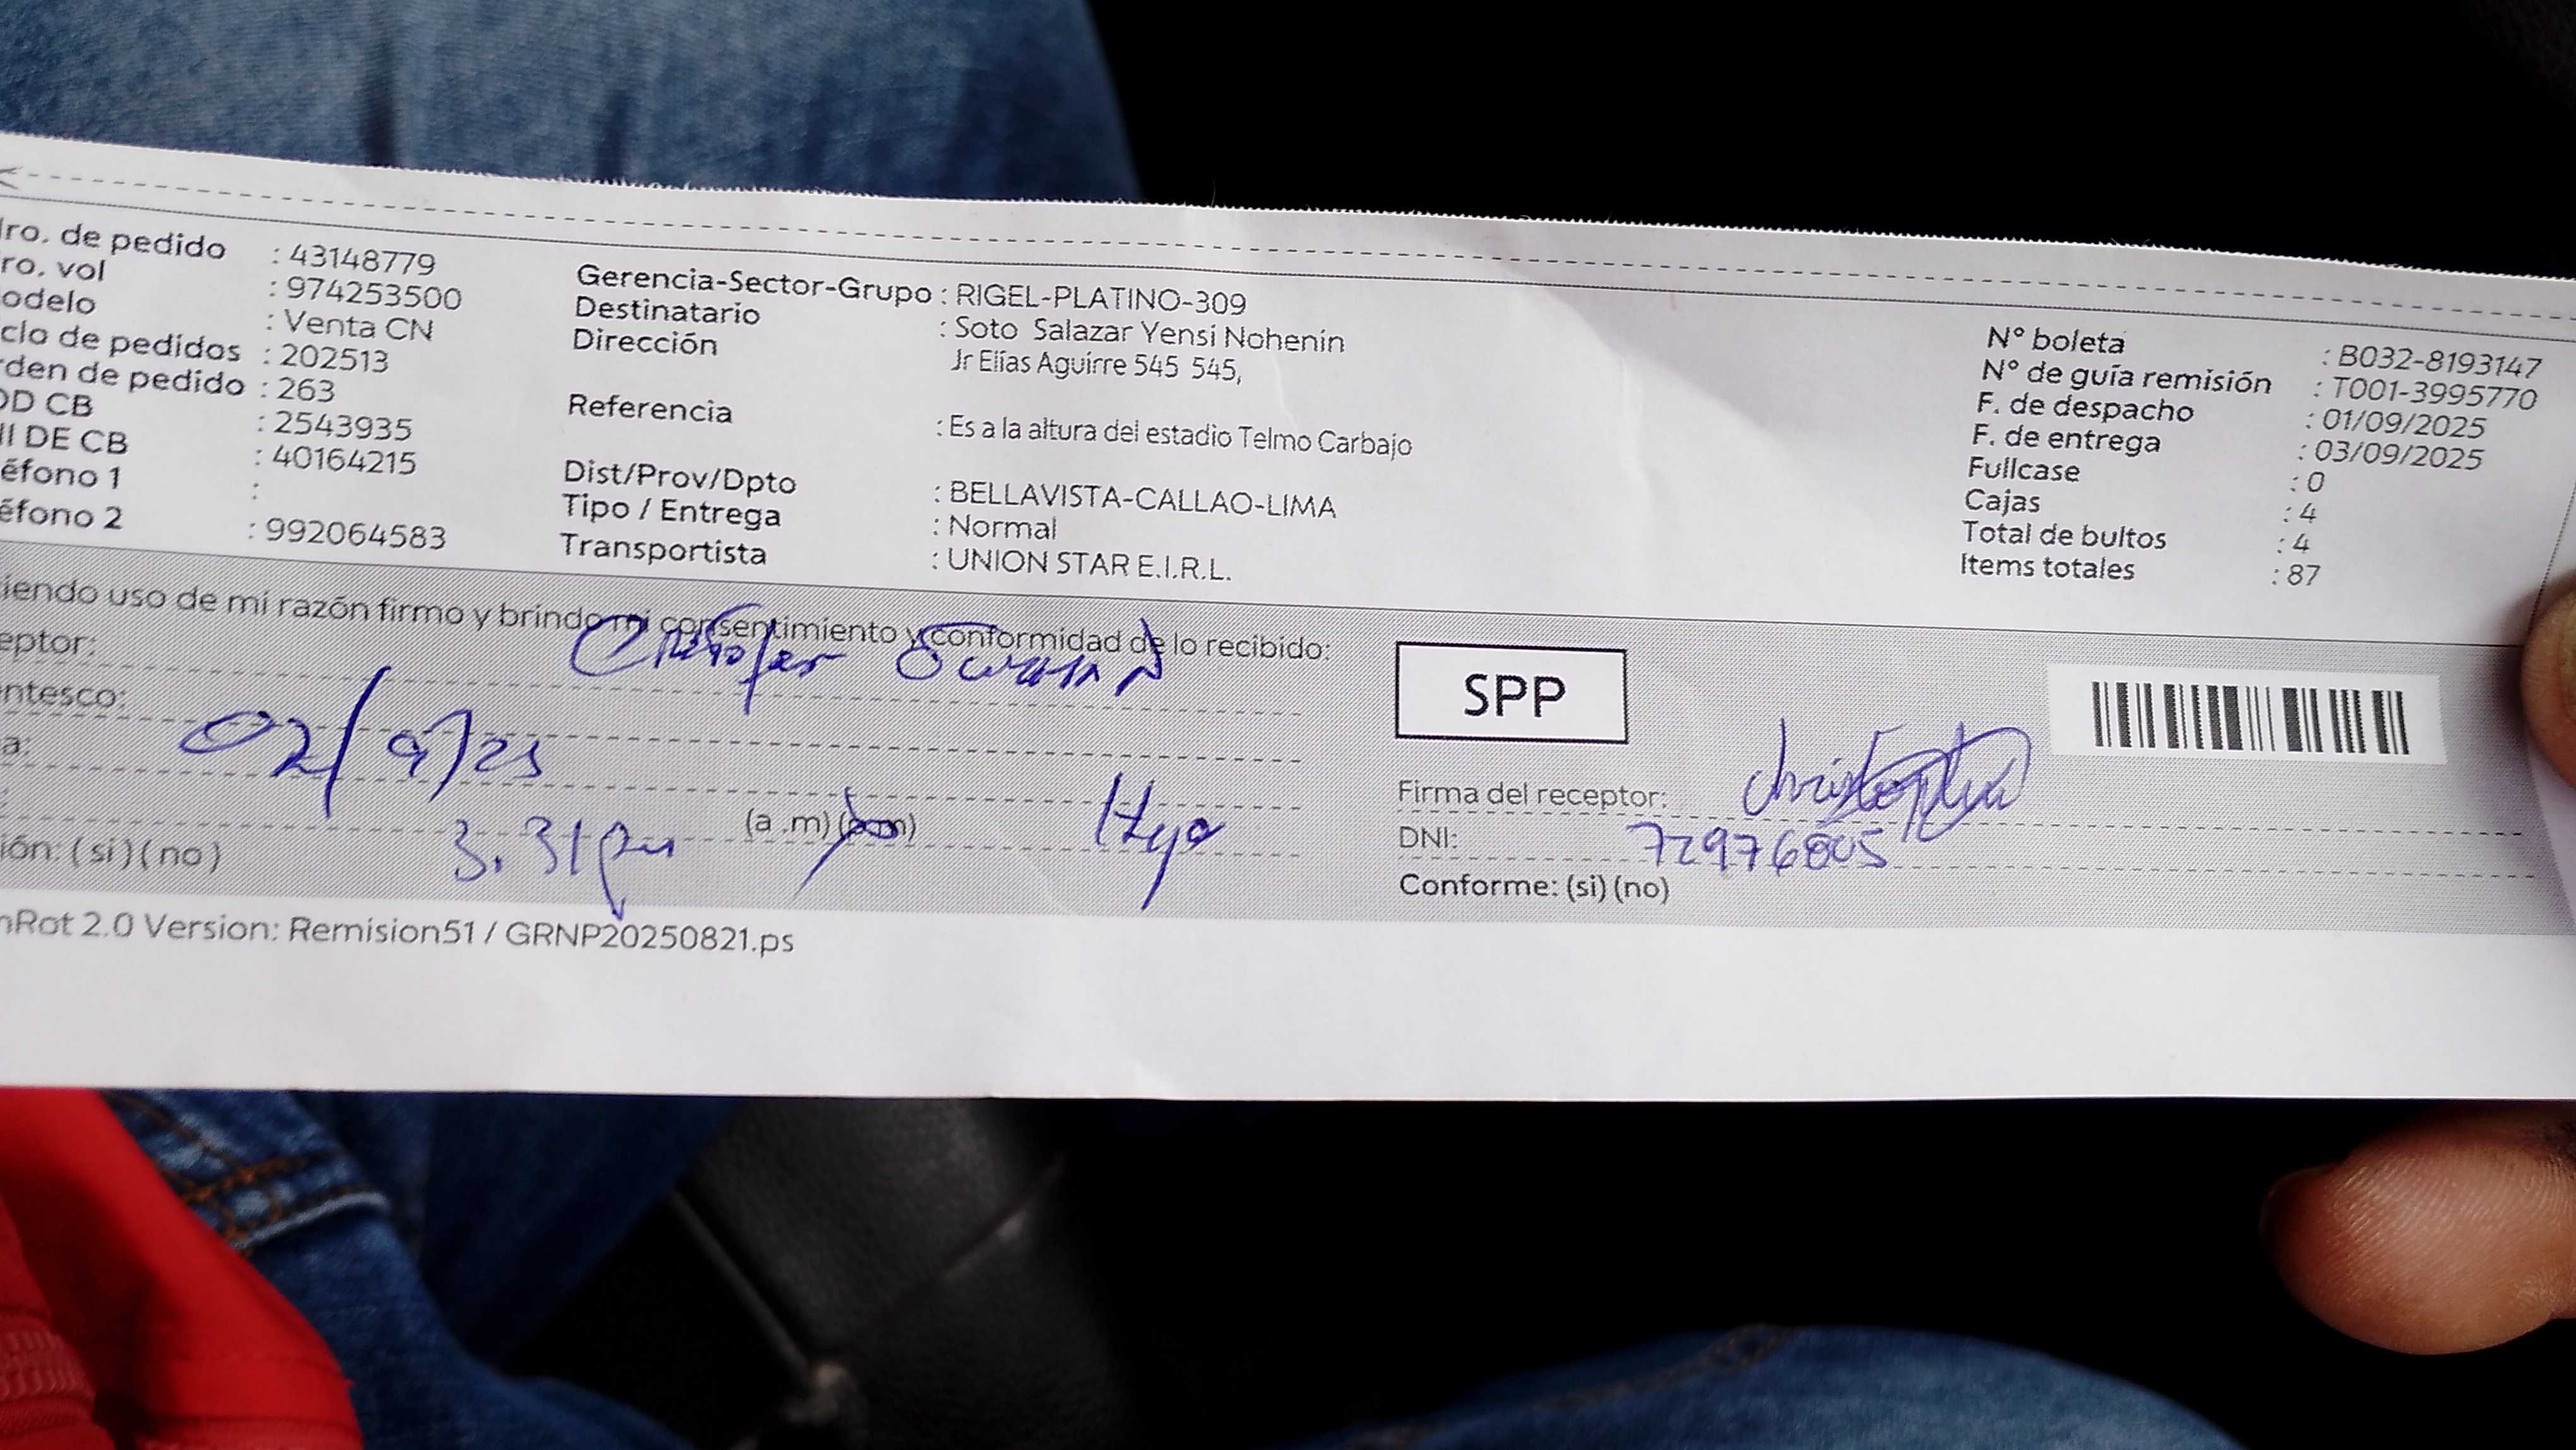 ro. de pedido : 43148779
ro. vol : 974253500
odelo : Venta CN
clo de pedidos : 202513
rden de pedido : 263
OD CB : 2543935
II DE CB : 40164215
éfono 1 :
éfono 2 : 992064583
Gerencia-Sector-Grupo : RIGEL-PLATINO-309
Destinatario : Soto Salazar Yensi Nohenin
Dirección Jr Elías Aguirre 545 545,
Referencia : Es a la altura del estadio Telmo Carbajo
Dist/Prov/Dpto : BELLAVISTA-CALLAO-LIMA
Tipo / Entrega : Normal
Transportista : UNION STAR E.I.R.L.
N° boleta : B032-8193147
N° de guía remisión : T001-3995770
F. de despacho : 01/09/2025
F. de entrega : 03/09/2025
Fullcase : 0
Cajas : 4
Total de bultos : 4
Items totales : 87
iendo uso de mi razón firmo y brindo mi consentimiento y conformidad de lo recibido:
eptor:
ntesco:
a: 02/9/25
3.31pm (a .m) (p.m)
ión: ( si ) ( no )
SPP
Firma del receptor:
DNI:
Conforme: (si) (no)
nRot 2.0 Version: Remision51 / GRNP20250821.ps